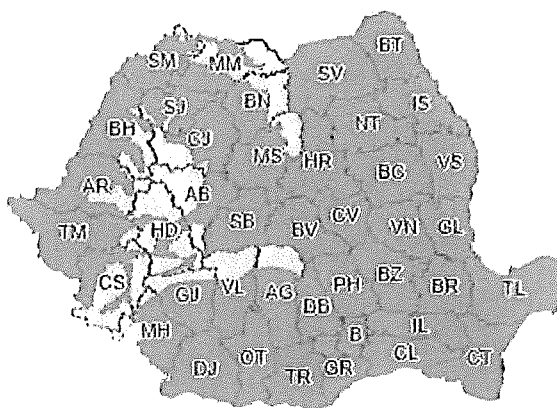 BT
SM MM SV
BN IS
SJ NT
BH CJ
MS HR BC VS
AR AB
TM HD SB BV CV VN GL
CS GJ VL AG PH BZ BR TL
DB
MH B IL
DJ OT TR GR CL CT